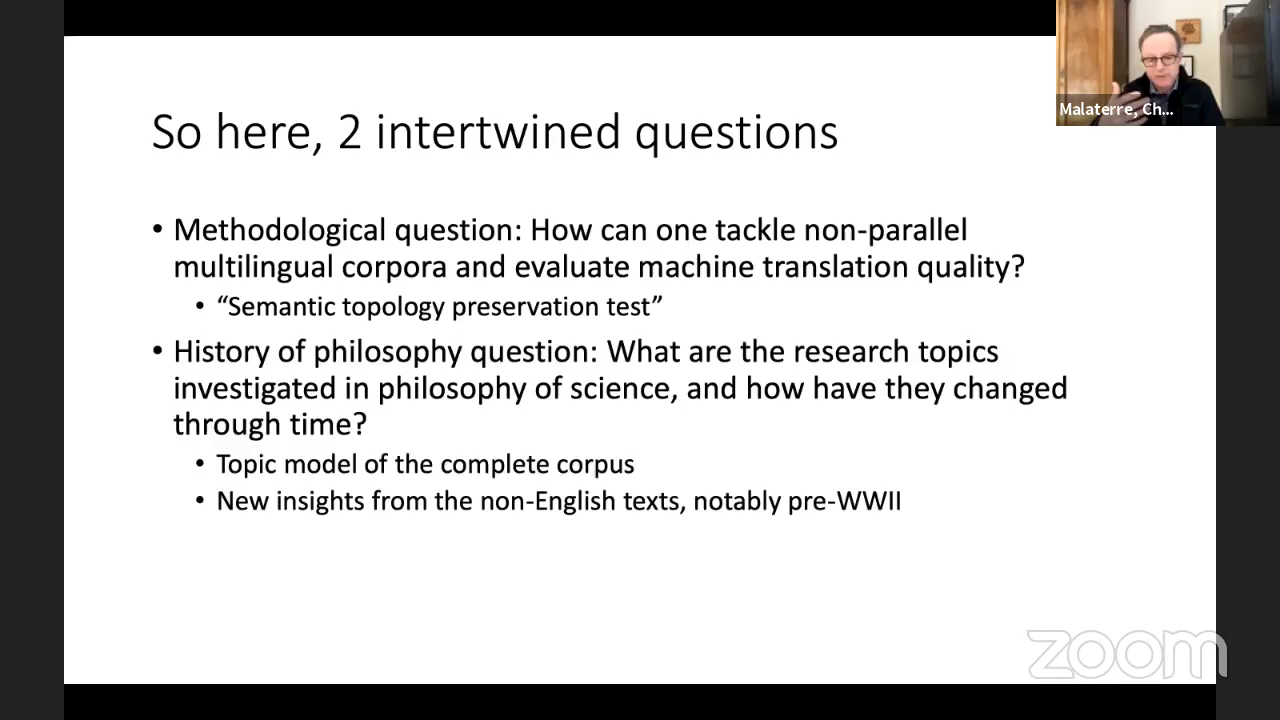 Malaterre, Ch...
So here, 2 intertwined questions
• Methodological question: How can one tackle non-parallel
multilingual corpora and evaluate machine translation quality?
• “Semantic topology preservation test”
• History of philosophy question: What are the research topics
investigated in philosophy of science, and how have they changed
through time?
• Topic model of the complete corpus
• New insights from the non-English texts, notably pre-WWII
zoom